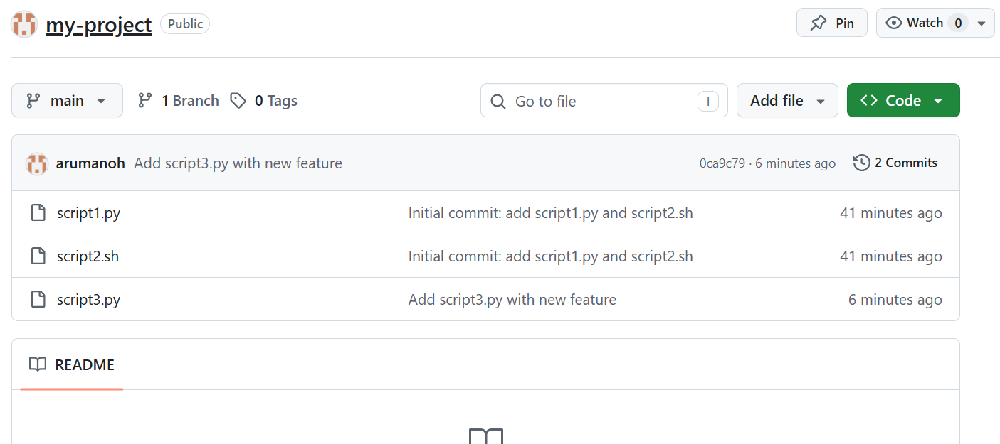 my-project Public Pin Watch 0
main 1 Branch 0 Tags Go to file T Add file Code
arumanoh Add script3.py with new feature 0ca9c79 · 6 minutes ago 2 Commits
script1.py Initial commit: add script1.py and script2.sh 41 minutes ago
script2.sh Initial commit: add script1.py and script2.sh 41 minutes ago
script3.py Add script3.py with new feature 6 minutes ago
README